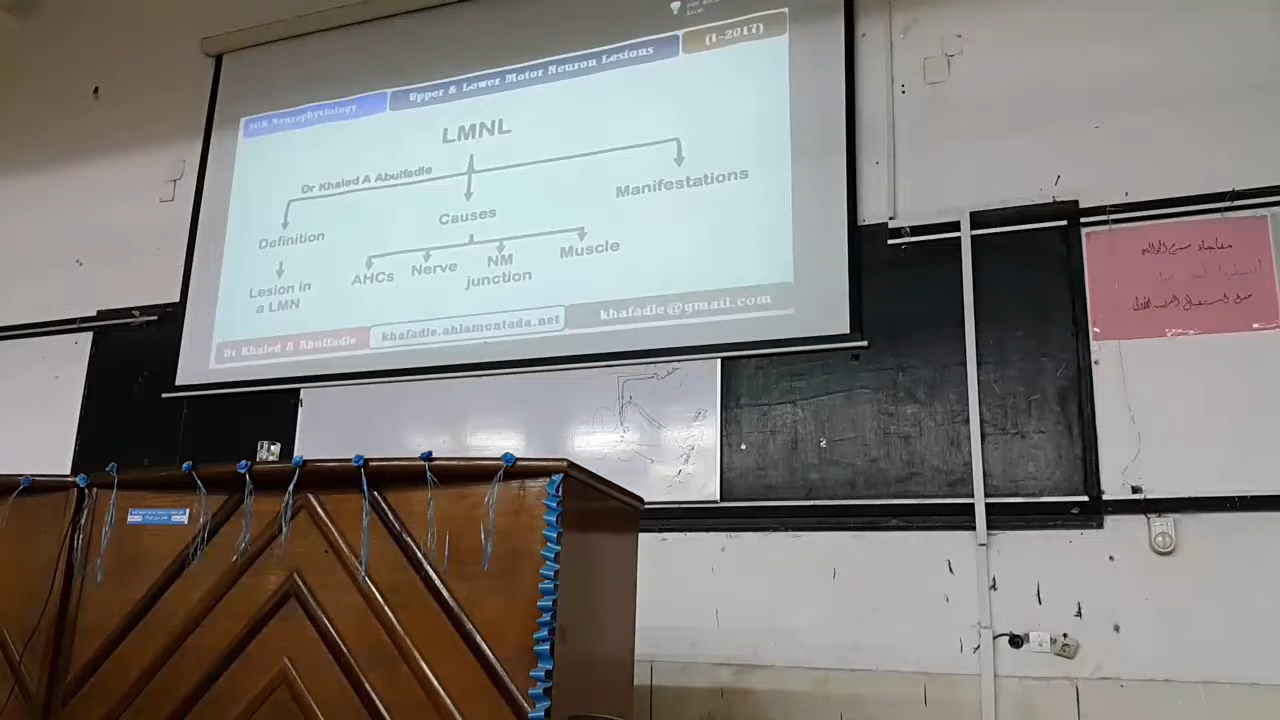 Upper & Lower Motor Neuron Lesions
(1-2017)
LMNL
Dr Khaled A Abulfadle
Definition
Causes
Manifestations
Lesion in
a LMN
AHCs
Nerve
NM
junction
Muscle
Dr Khaled A Abulfadle
khafadle.ahlamontada.net
khafadle@gmail.com